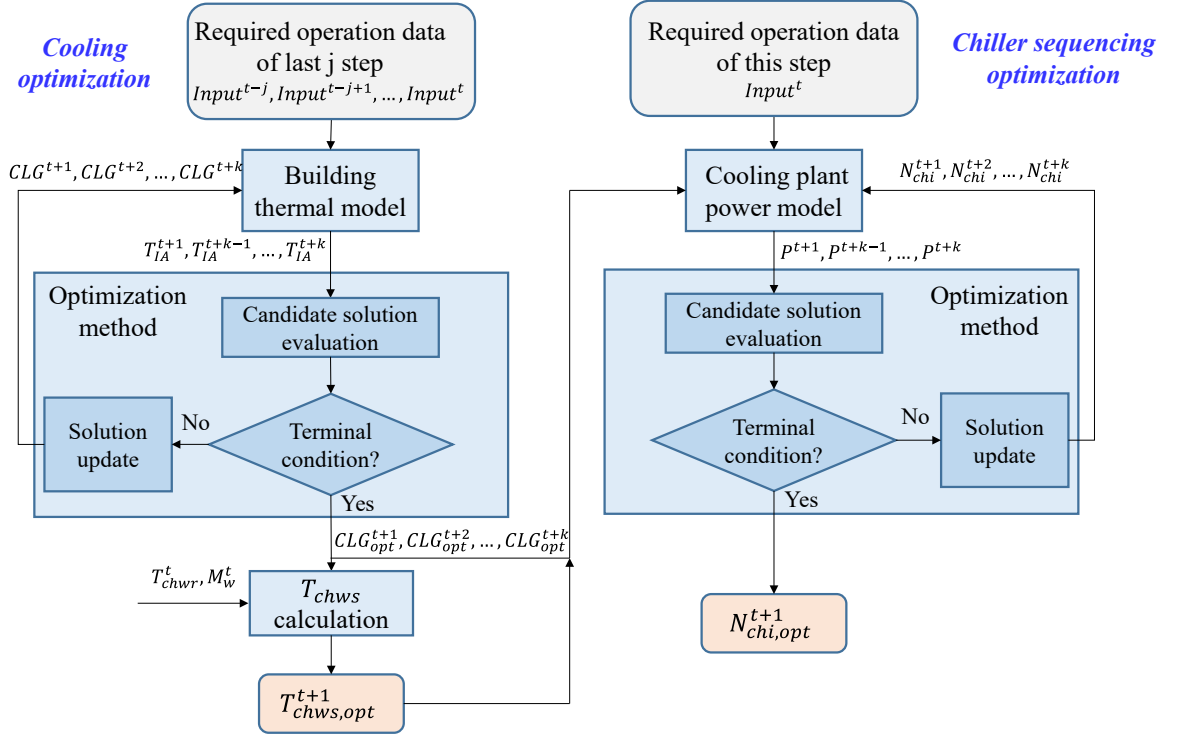 Cooling
optimization
Required operation data
of last j step
Input^{t-j}, Input^{t-j+1}, ..., Input^{t}
CLG^{t+1}, CLG^{t+2}, ..., CLG^{t+k}
Building
thermal model
T_{IA}^{t+1}, T_{IA}^{t+k-1}, ..., T_{IA}^{t+k}
Optimization
method
Candidate solution
evaluation
Solution
update
No
Terminal
condition?
Yes
CLG_{opt}^{t+1}, CLG_{opt}^{t+2}, ..., CLG_{opt}^{t+k}
T_{chwr}^{t}, M_{w}^{t}
T_{chws}
calculation
T_{chws,opt}^{t+1}
Required operation data
of this step
Input^{t}
Chiller sequencing
optimization
Cooling plant
power model
N_{chi}^{t+1}, N_{chi}^{t+2}, ..., N_{chi}^{t+k}
P^{t+1}, P^{t+k-1}, ..., P^{t+k}
Optimization
method
Candidate solution
evaluation
Terminal
condition?
No
Solution
update
Yes
N_{chi,opt}^{t+1}